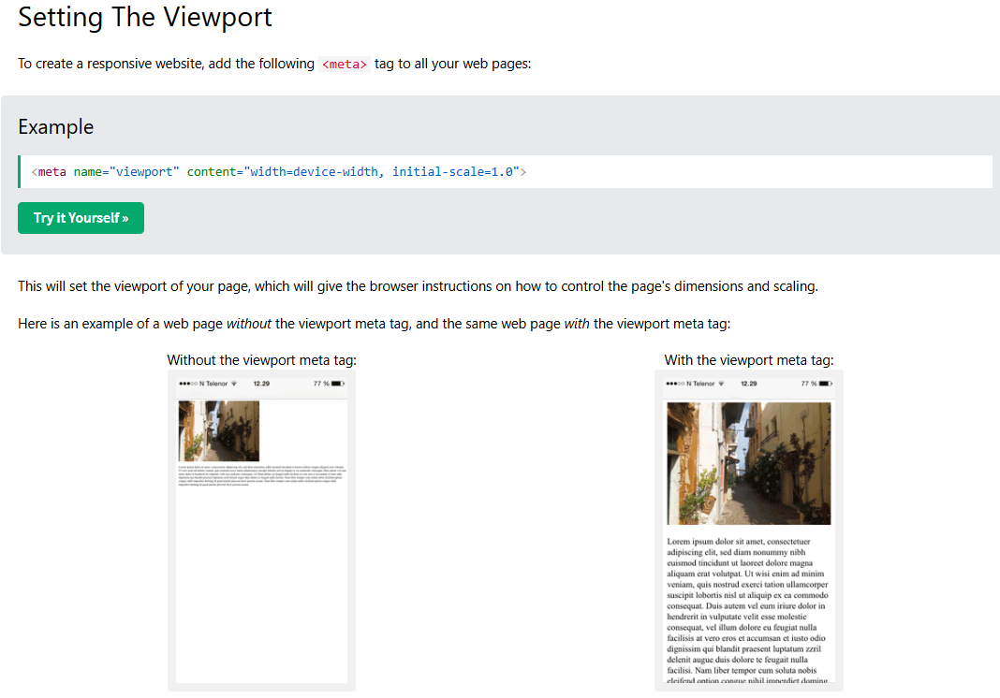 Setting The Viewport
To create a responsive website, add the following <meta> tag to all your web pages:
Example
<meta name="viewport" content="width=device-width, initial-scale=1.0">
Try it Yourself »
This will set the viewport of your page, which will give the browser instructions on how to control the page's dimensions and scaling.
Here is an example of a web page without the viewport meta tag, and the same web page with the viewport meta tag:
Without the viewport meta tag:
N Telenor 12.29 77 %
With the viewport meta tag:
N Telenor 12.29 77 %
Lorem ipsum dolor sit amet, consectetuer
adipiscing elit, sed diam nonummy nibh
euismod tincidunt ut laoreet dolore magna
aliquam erat volutpat. Ut wisi enim ad minim
veniam, quis nostrud exerci tation ullamcorper
suscipit lobortis nisl ut aliquip ex ea commodo
consequat. Duis autem vel eum iriure dolor in
hendrerit in vulputate velit esse molestie
consequat, vel illum dolore eu feugiat nulla
facilisis at vero eros et accumsan et iusto odio
dignissim qui blandit praesent luptatum zzril
delenit augue duis dolore te feugait nulla
facilisi. Nam liber tempor cum soluta nobis
eleifend option congue nihil imperdiet doming